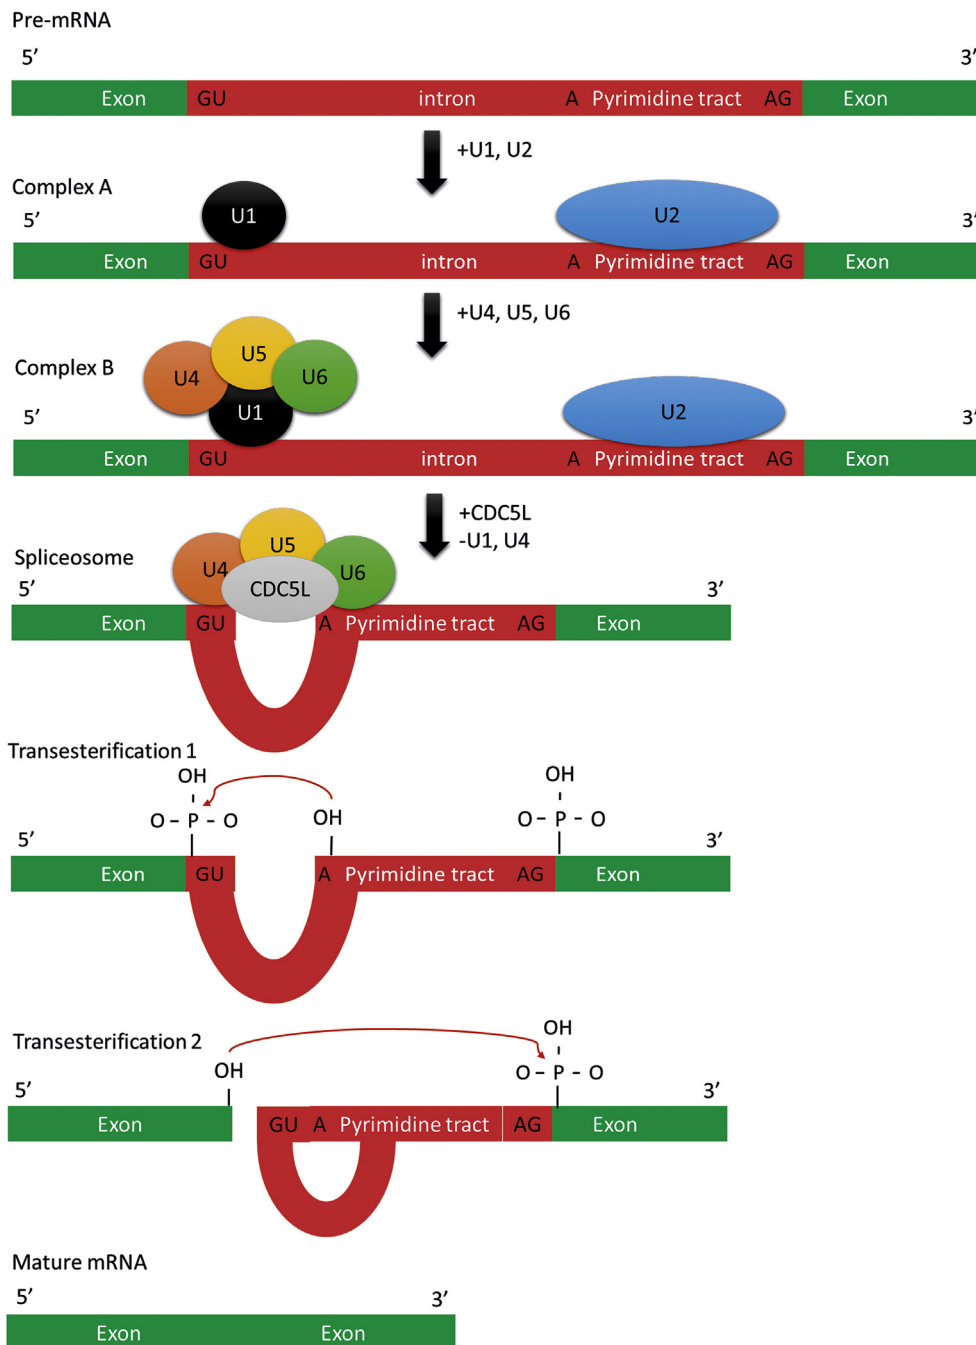 Pre-mRNA
5’ 3’
Exon GU intron A Pyrimidine tract AG Exon
+U1, U2
Complex A
5’ U1 U2 3’
Exon GU intron A Pyrimidine tract AG Exon
+U4, U5, U6
U5
Complex B U4 U6
5’ U1 U2 3’
Exon GU intron A Pyrimidine tract AG Exon
+CDC5L
-U1, U4
U5
Spliceosome U4 U6
5’ CDC5L 3’
Exon GU A Pyrimidine tract AG Exon
Transesterification 1
OH OH
O – P – O OH O – P – O
5’ 3’
Exon GU A Pyrimidine tract AG Exon
Transesterification 2 OH
OH O – P – O
5’ 3’
Exon GU A Pyrimidine tract AG Exon
Mature mRNA
5’ 3’
Exon Exon